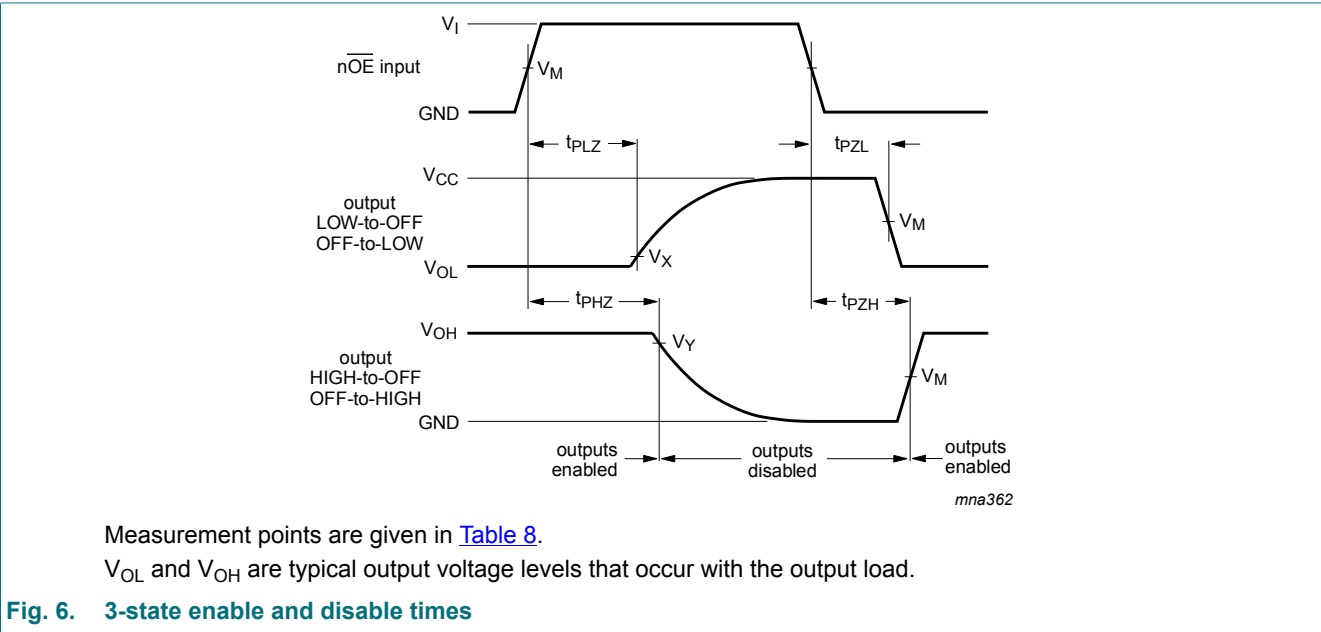 V_I
nOE input
V_M
GND
t_PLZ
t_PZL
V_CC
output
LOW-to-OFF
OFF-to-LOW
V_M
V_X
V_OL
t_PHZ
t_PZH
V_OH
V_Y
output
HIGH-to-OFF
OFF-to-HIGH
V_M
GND
outputs
enabled
outputs
disabled
outputs
enabled
mna362
Measurement points are given in Table 8.
V_OL and V_OH are typical output voltage levels that occur with the output load.
Fig. 6. 3-state enable and disable times